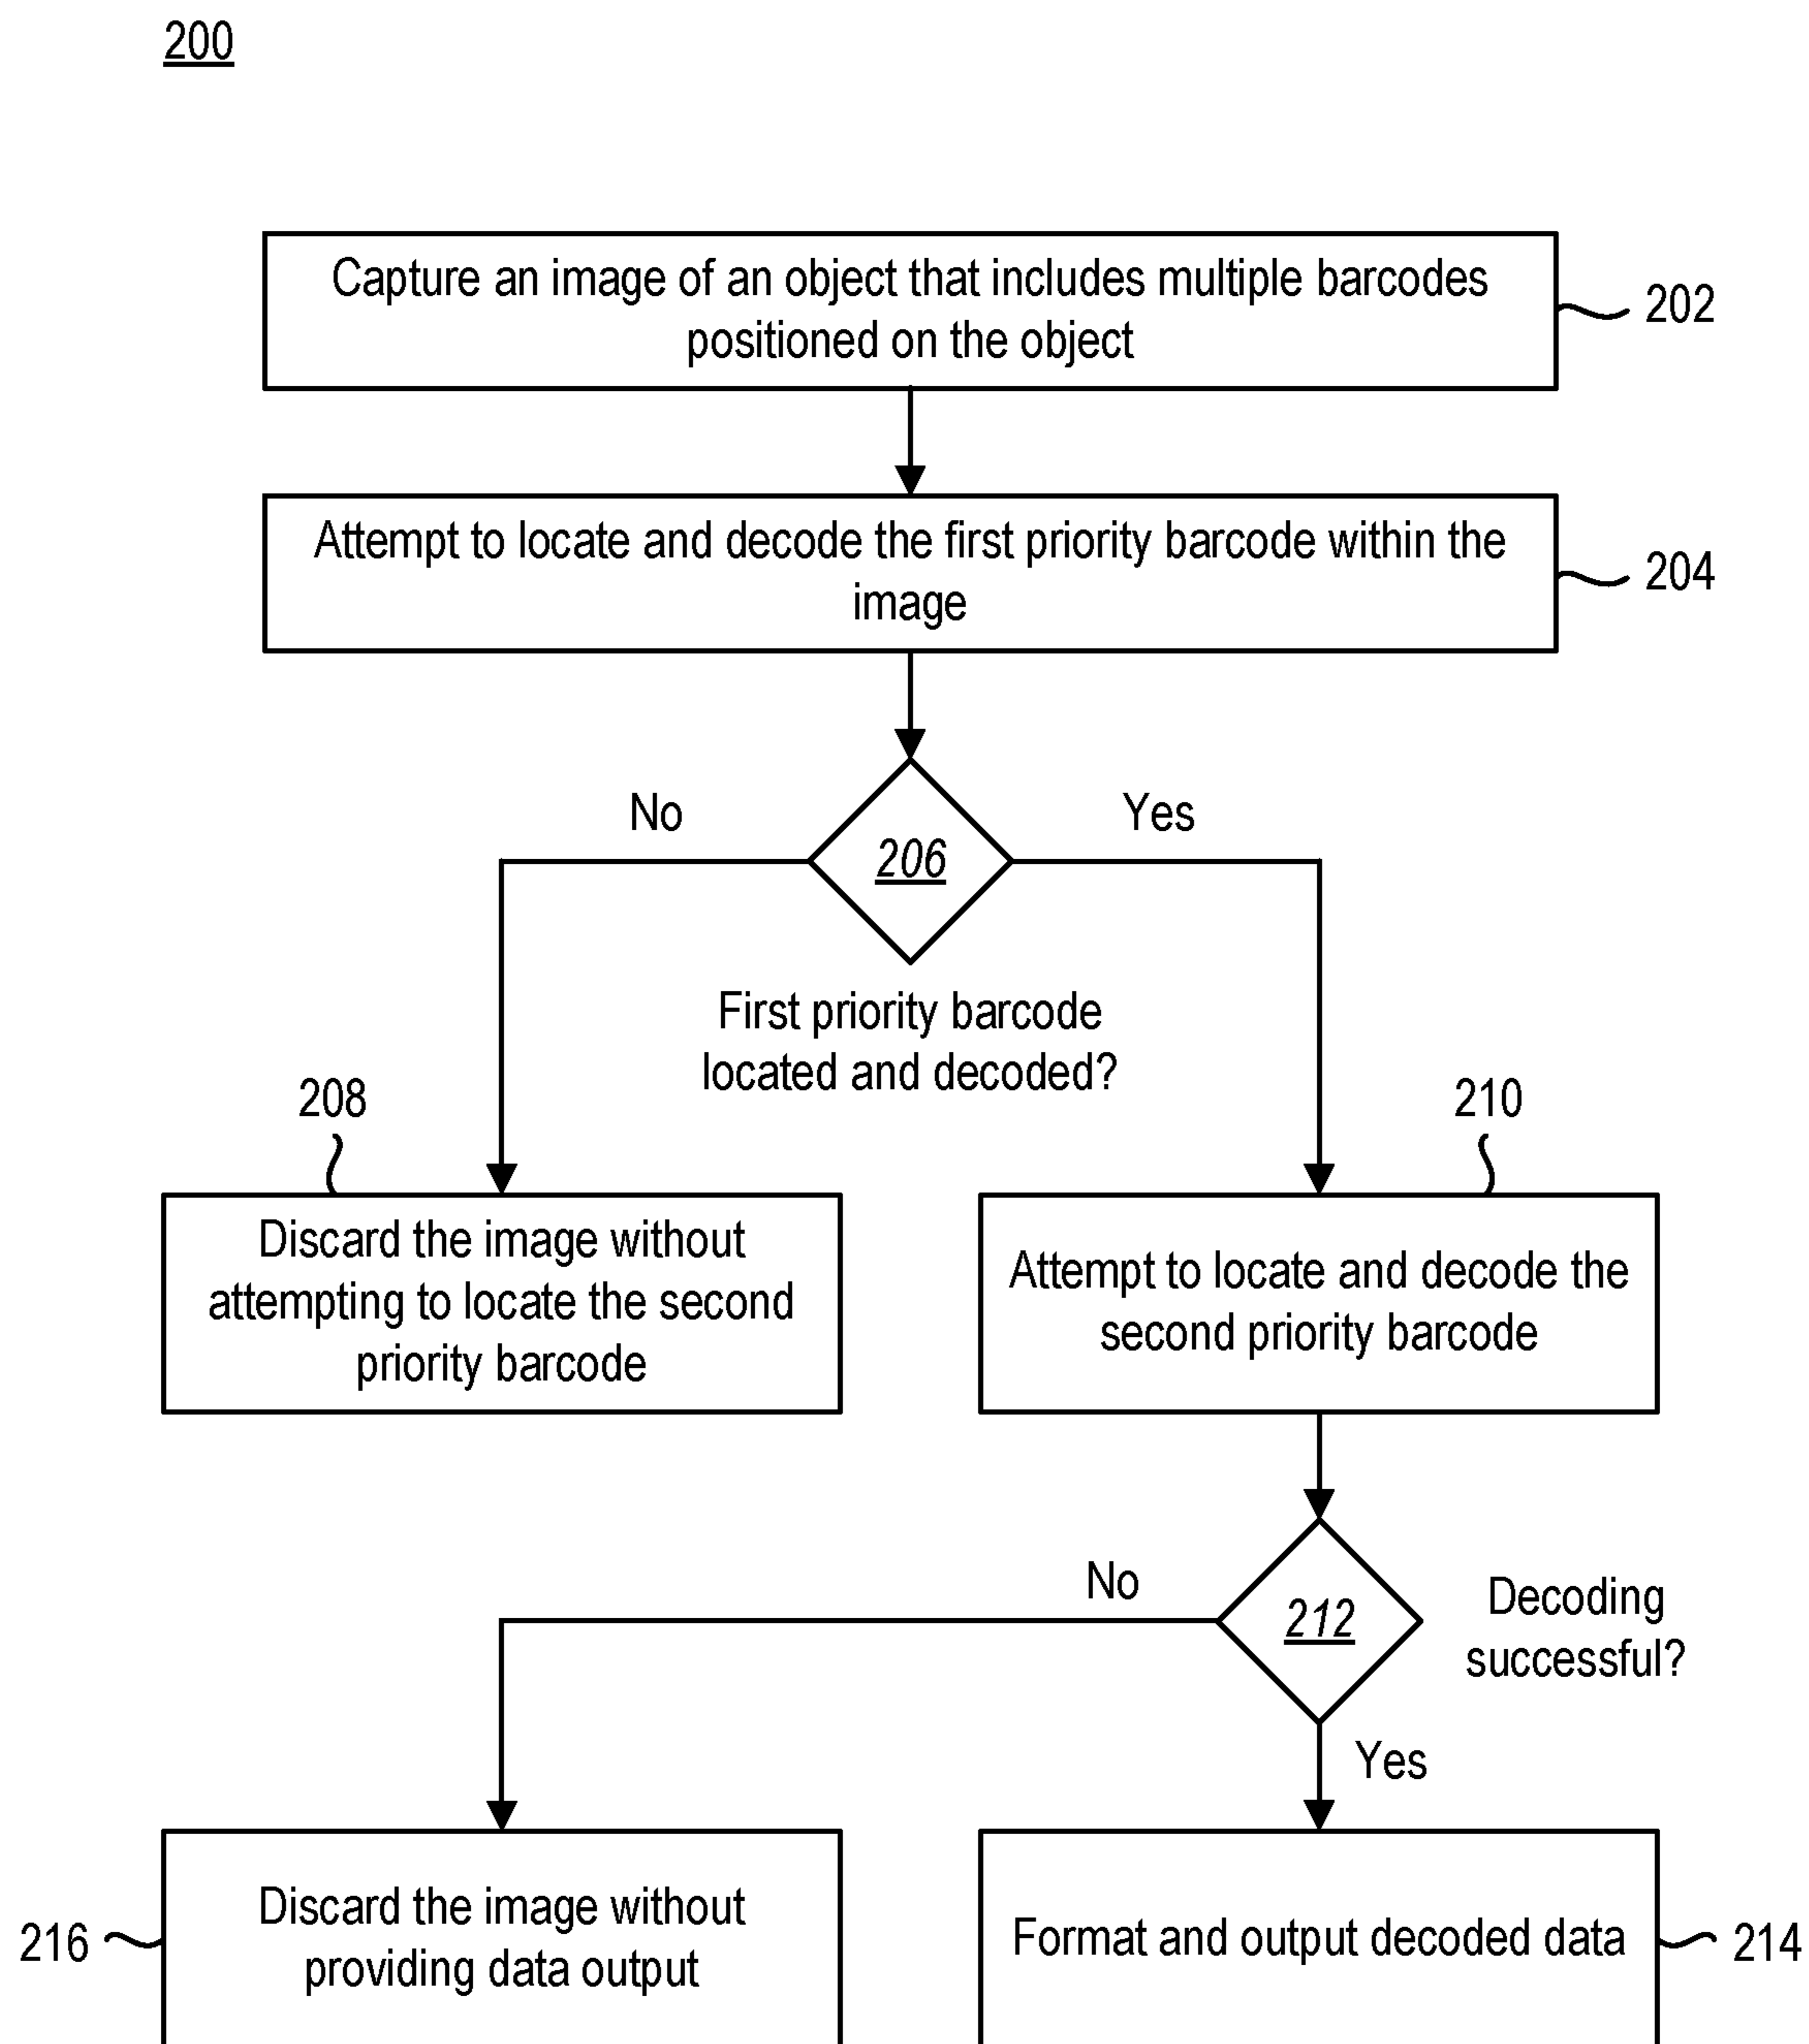 200
Capture an image of an object that includes multiple barcodes
positioned on the object
202
Attempt to locate and decode the first priority barcode within the
image
204
No
Yes
206
First priority barcode
located and decoded?
208
210
Discard the image without
attempting to locate the second
priority barcode
Attempt to locate and decode the
second priority barcode
No
212
Decoding
successful?
Yes
216
Discard the image without
providing data output
Format and output decoded data
214